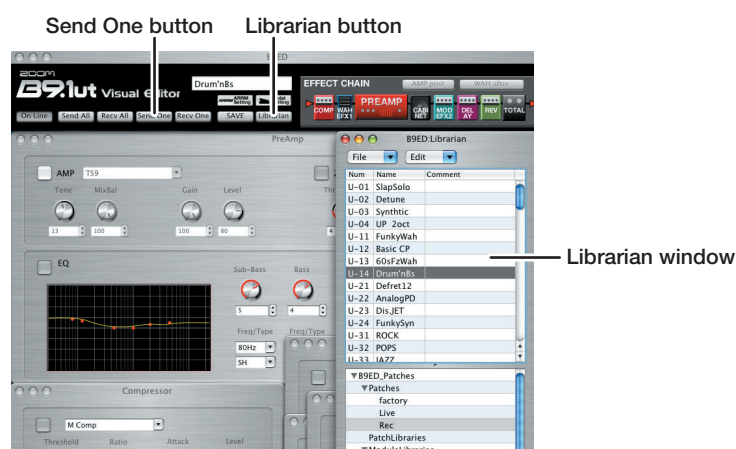 Send One button
Librarian button
ZOOM
B9.1ut Visual Editor
Drum'nBs
EFFECT CHAIN
AMP post
WAH after
On Line
Send All
Recv All
Send One
Recv One
SAVE
Librarian
COMP
WAH EFX1
PREAMP
CABI NET
MOD EFX2
DEL AY
REV
TOTAL
PreAmp
AMP
TS9
Tone
MixBal
Gain
Level
13
100
100
80
4
EQ
Sub-Bass
Bass
5
4
Freq/Type
Freq/Type
80Hz
SH
Compressor
M Comp
Threshold
Ratio
Attack
Level
B9ED:Librarian
File
Edit
Num Name Comment
U-01 SlapSolo
U-02 Detune
U-03 Synthtic
U-04 UP 2oct
U-11 FunkyWah
U-12 Basic CP
U-13 60sFzWah
U-14 Drum'nBs
U-21 Defret12
U-22 AnalogPD
U-23 Dis.JET
U-24 FunkySyn
U-31 ROCK
U-32 POPS
U-33 JAZZ
B9ED_Patches
Patches
factory
Live
Rec
PatchLibraries
ModuleLibraries
Librarian window